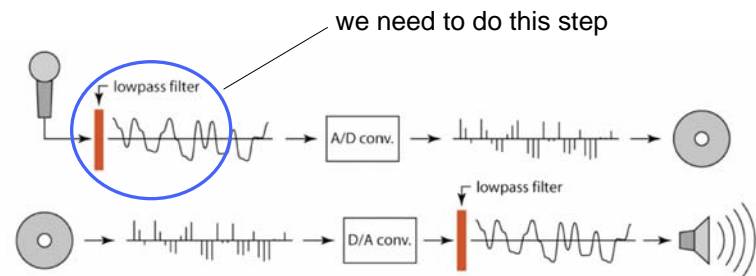 we need to do this step
lowpass filter
A/D conv.
lowpass filter
D/A conv.